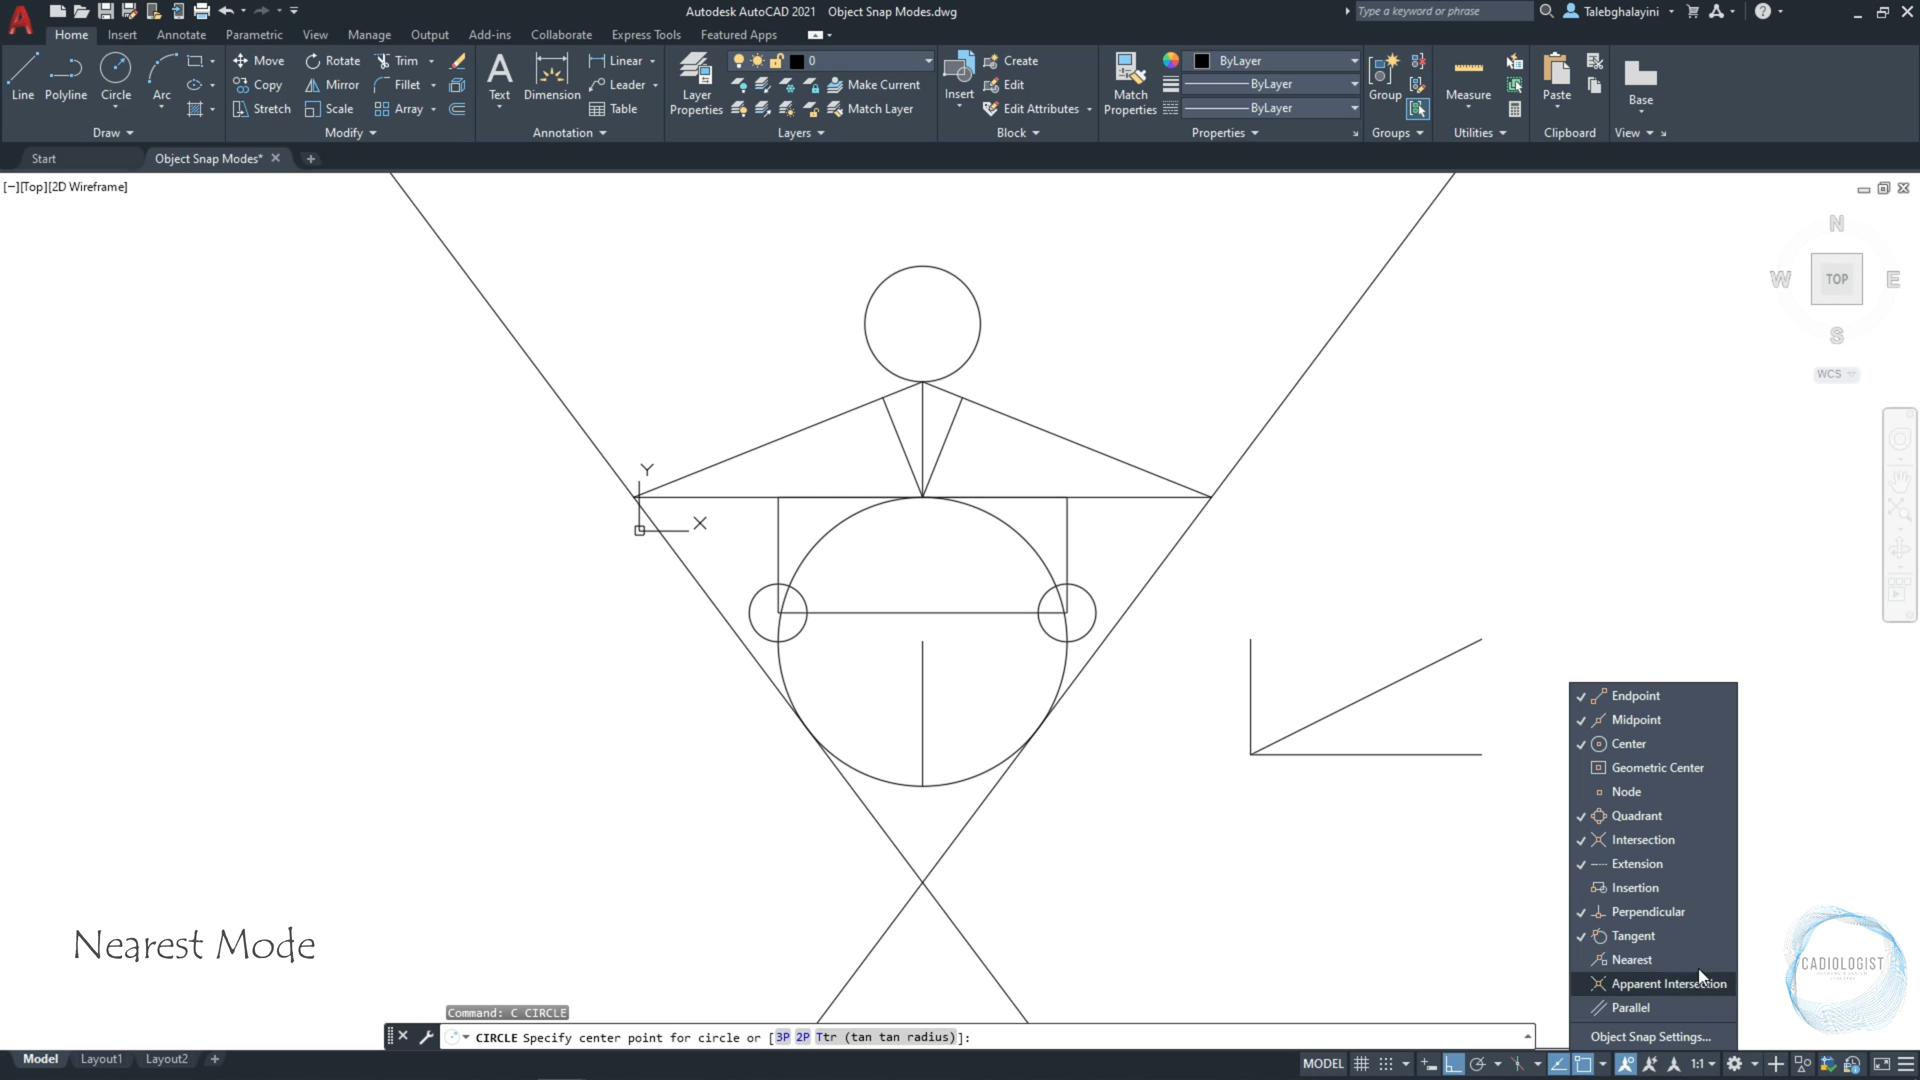 Autodesk AutoCAD 2021 Object Snap Modes.dwg
Type a keyword or phrase
Talebghalayini
Home Insert Annotate Parametric View Manage Output Add-ins Collaborate Express Tools Featured Apps
Line Polyline Circle Arc
Move Rotate Trim
Copy Mirror Fillet
Stretch Scale Array
Text Dimension
Linear
Leader
Table
Layer Properties
0
Make Current
Match Layer
Insert
Create
Edit
Edit Attributes
Match Properties
ByLayer
ByLayer
ByLayer
Group Measure Paste Base
Draw Modify Annotation Layers Block Properties Groups Utilities Clipboard View
Start Object Snap Modes*
[−][Top][2D Wireframe]
N
W TOP E
S
WCS
Y
X
Endpoint
Midpoint
Center
Geometric Center
Node
Quadrant
Intersection
Extension
Insertion
Perpendicular
Tangent
Nearest
Apparent Intersection
Parallel
Object Snap Settings...
Nearest Mode
CADIOLOGIST
Command: C CIRCLE
CIRCLE Specify center point for circle or [3P 2P Ttr (tan tan radius)]:
Model Layout1 Layout2
MODEL
1:1